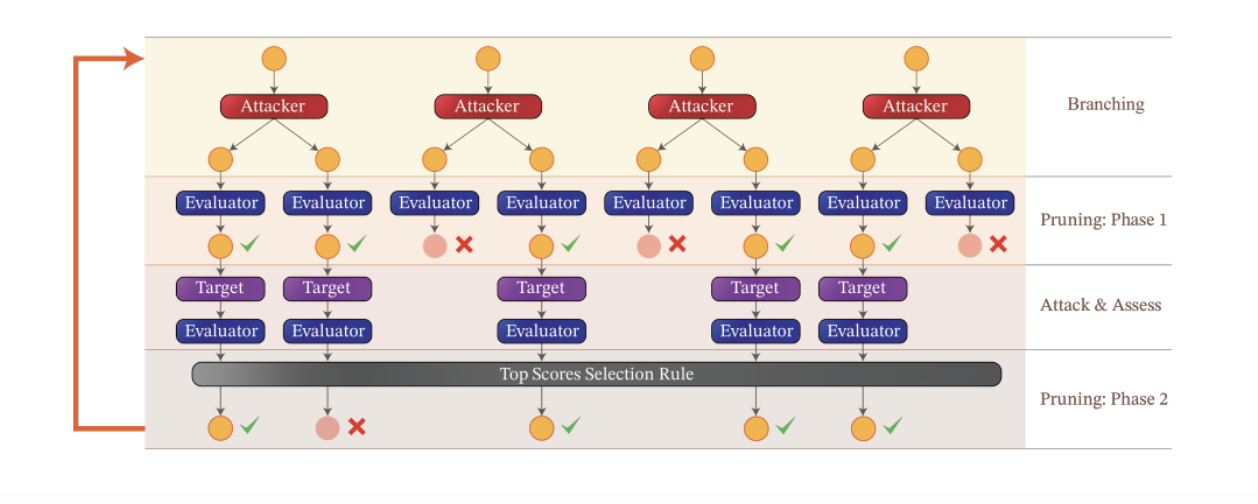 Attacker Attacker Attacker Attacker
Branching
Evaluator Evaluator Evaluator Evaluator Evaluator Evaluator Evaluator Evaluator
Pruning: Phase 1
Target Target Target Target Target
Attack & Assess
Evaluator Evaluator Evaluator Evaluator Evaluator
Top Scores Selection Rule
Pruning: Phase 2